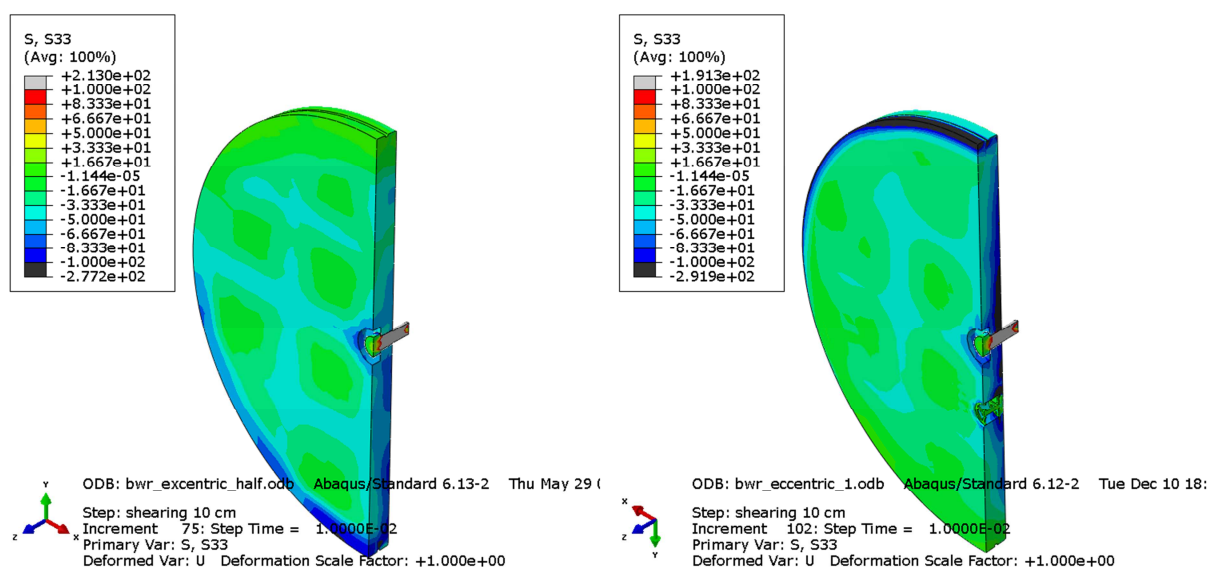 S, S33
(Avg: 100%)
+2.130e+02
+1.000e+02
+8.333e+01
+6.667e+01
+5.000e+01
+3.333e+01
+1.667e+01
-1.144e-05
-1.667e+01
-3.333e+01
-5.000e+01
-6.667e+01
-8.333e+01
-1.000e+02
-2.772e+02
ODB: bwr_excentric_half.odb Abaqus/Standard 6.13-2 Thu May 29
Step: shearing 10 cm
Increment 75: Step Time = 1.0000E-02
Primary Var: S, S33
Deformed Var: U Deformation Scale Factor: +1.000e+00
Y
Z
X
S, S33
(Avg: 100%)
+1.913e+02
+1.000e+02
+8.333e+01
+6.667e+01
+5.000e+01
+3.333e+01
+1.667e+01
-1.144e-05
-1.667e+01
-3.333e+01
-5.000e+01
-6.667e+01
-8.333e+01
-1.000e+02
-2.919e+02
ODB: bwr_eccentric_1.odb Abaqus/Standard 6.12-2 Tue Dec 10 18:
Step: shearing 10 cm
Increment 102: Step Time = 1.0000E-02
Primary Var: S, S33
Deformed Var: U Deformation Scale Factor: +1.000e+00
X
Z
Y